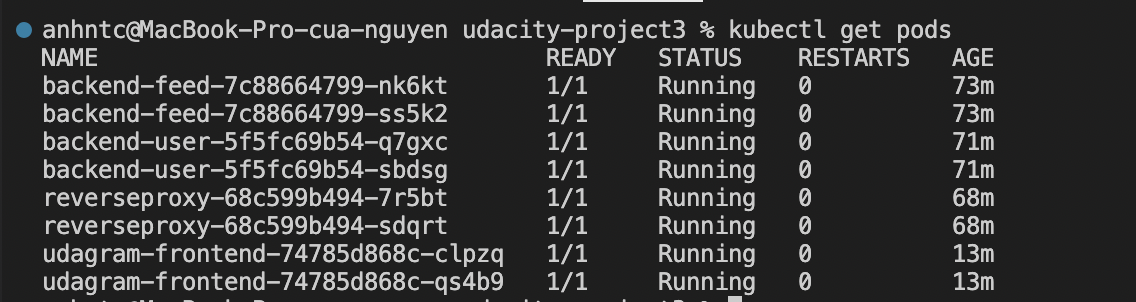 anhntc@MacBook-Pro-cua-nguyen udacity-project3 % kubectl get pods
NAME READY STATUS RESTARTS AGE
backend-feed-7c88664799-nk6kt 1/1 Running 0 73m
backend-feed-7c88664799-ss5k2 1/1 Running 0 73m
backend-user-5f5fc69b54-q7gxc 1/1 Running 0 71m
backend-user-5f5fc69b54-sbdsg 1/1 Running 0 71m
reverseproxy-68c599b494-7r5bt 1/1 Running 0 68m
reverseproxy-68c599b494-sdqrt 1/1 Running 0 68m
udagram-frontend-74785d868c-clpzq 1/1 Running 0 13m
udagram-frontend-74785d868c-qs4b9 1/1 Running 0 13m